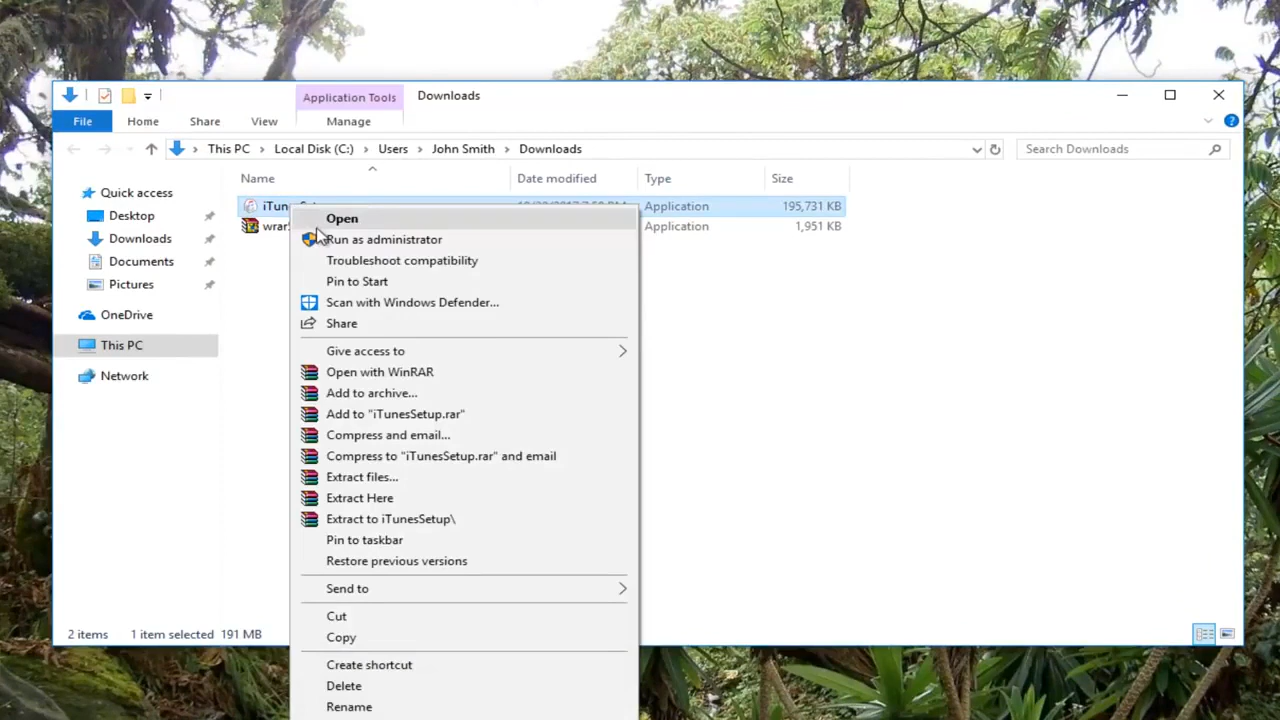 Application Tools
Downloads
File
Home
Share
View
Manage
This PC > Local Disk (C:) > Users > John Smith > Downloads
Search Downloads
Name
Date modified
Type
Size
Quick access
Desktop
Downloads
Documents
Pictures
OneDrive
This PC
Network
Application
195,731 KB
Application
1,951 KB
Open
Run as administrator
Troubleshoot compatibility
Pin to Start
Scan with Windows Defender...
Share
Give access to
Open with WinRAR
Add to archive...
Add to "iTunesSetup.rar"
Compress and email...
Compress to "iTunesSetup.rar" and email
Extract files...
Extract Here
Extract to iTunesSetup\
Pin to taskbar
Restore previous versions
Send to
Cut
Copy
Create shortcut
Delete
Rename
2 items
1 item selected
191 MB